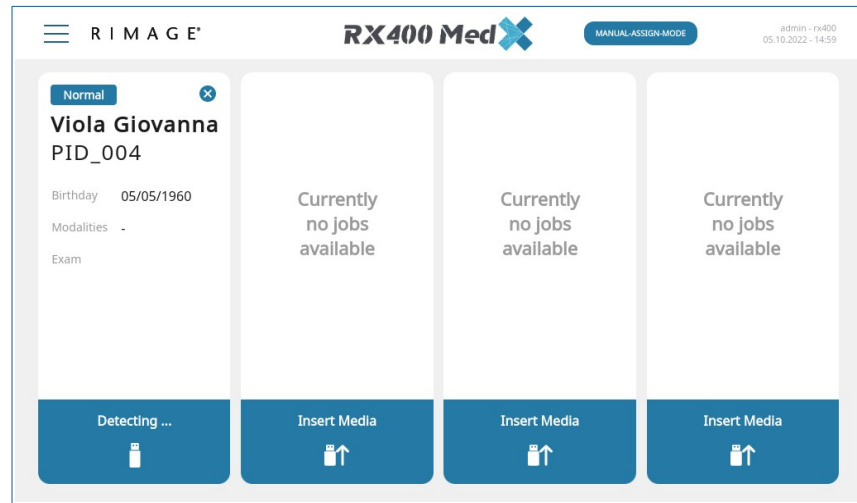 RIMAGE®
RX400 MedX
MANUAL-ASSIGN-MODE
admin - rx400
05.10.2022 - 14:59
Normal
Viola Giovanna
PID_004
Birthday 05/05/1960
Modalities -
Exam
Detecting ...
Currently
no jobs
available
Insert Media
Currently
no jobs
available
Insert Media
Currently
no jobs
available
Insert Media